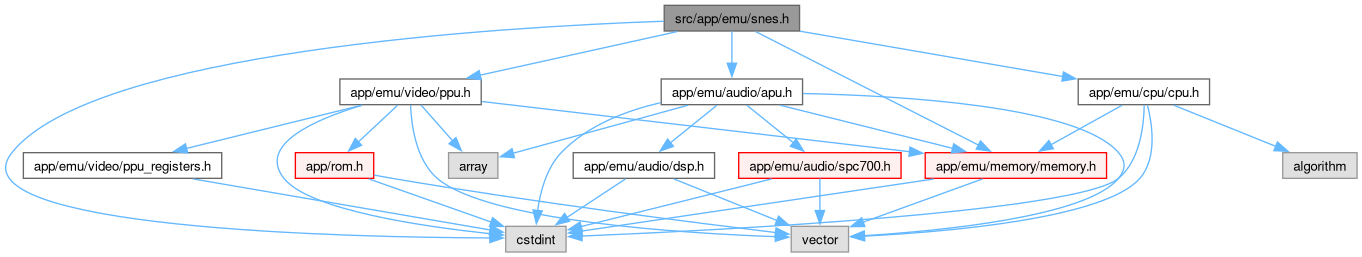 src/app/emu/snes.h
app/emu/video/ppu.h
app/emu/audio/apu.h
app/emu/cpu/cpu.h
app/emu/video/ppu_registers.h
app/rom.h
array
app/emu/audio/dsp.h
app/emu/audio/spc700.h
app/emu/memory/memory.h
algorithm
cstdint
vector